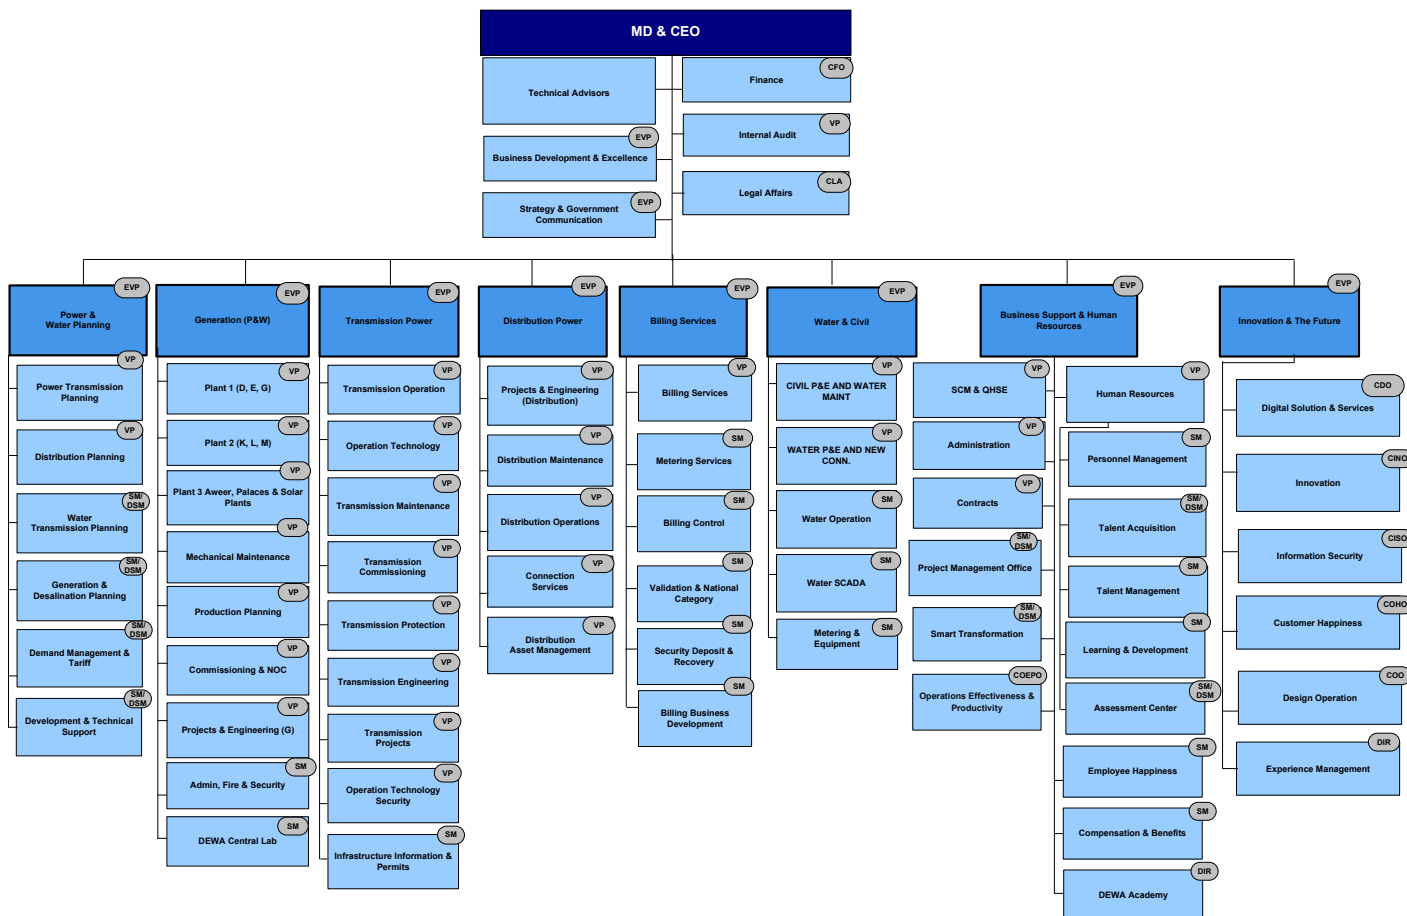 MD & CEO
Technical Advisors
CFO
Finance
EVP
Business Development & Excellence
VP
Internal Audit
EVP
Strategy & Government
Communication
CLA
Legal Affairs
EVP
Power &
Water Planning
VP
Power Transmission
Planning
VP
Distribution Planning
SM/
DSM
Water
Transmission Planning
SM/
DSM
Generation &
Desalination Planning
SM/
DSM
Demand Management &
Tariff
SM/
DSM
Development & Technical
Support
EVP
Generation (P&W)
VP
Plant 1 (D, E, G)
VP
Plant 2 (K, L, M)
VP
Plant 3 Aweer, Palaces & Solar
Plants
VP
Mechanical Maintenance
VP
Production Planning
VP
Commissioning & NOC
VP
Projects & Engineering (G)
SM
Admin, Fire & Security
SM
DEWA Central Lab
EVP
Transmission Power
VP
Transmission Operation
VP
Operation Technology
VP
Transmission Maintenance
VP
Transmission
Commissioning
VP
Transmission Protection
VP
Transmission Engineering
VP
Transmission
Projects
VP
Operation Technology
Security
SM
Infrastructure Information &
Permits
EVP
Distribution Power
VP
Projects & Engineering
(Distribution)
VP
Distribution Maintenance
VP
Distribution Operations
VP
Connection
Services
VP
Distribution
Asset Management
EVP
Billing Services
VP
Billing Services
SM
Metering Services
SM
Billing Control
SM
Validation & National
Category
SM
Security Deposit &
Recovery
SM
Billing Business
Development
EVP
Water & Civil
VP
CIVIL P&E AND WATER
MAINT
VP
WATER P&E AND NEW
CONN.
SM
Water Operation
SM
Water SCADA
SM
Metering &
Equipment
EVP
Business Support & Human
Resources
VP
SCM & QHSE
VP
Administration
VP
Contracts
SM/
DSM
Project Management Office
SM/
DSM
Smart Transformation
COEPO
Operations Effectiveness &
Productivity
VP
Human Resources
SM
Personnel Management
SM/
DSM
Talent Acquisition
SM
Talent Management
SM
Learning & Development
SM/
DSM
Assessment Center
SM
Employee Happiness
SM
Compensation & Benefits
DIR
DEWA Academy
EVP
Innovation & The Future
CDO
Digital Solution & Services
CINO
Innovation
CISO
Information Security
COHO
Customer Happiness
COO
Design Operation
DIR
Experience Management